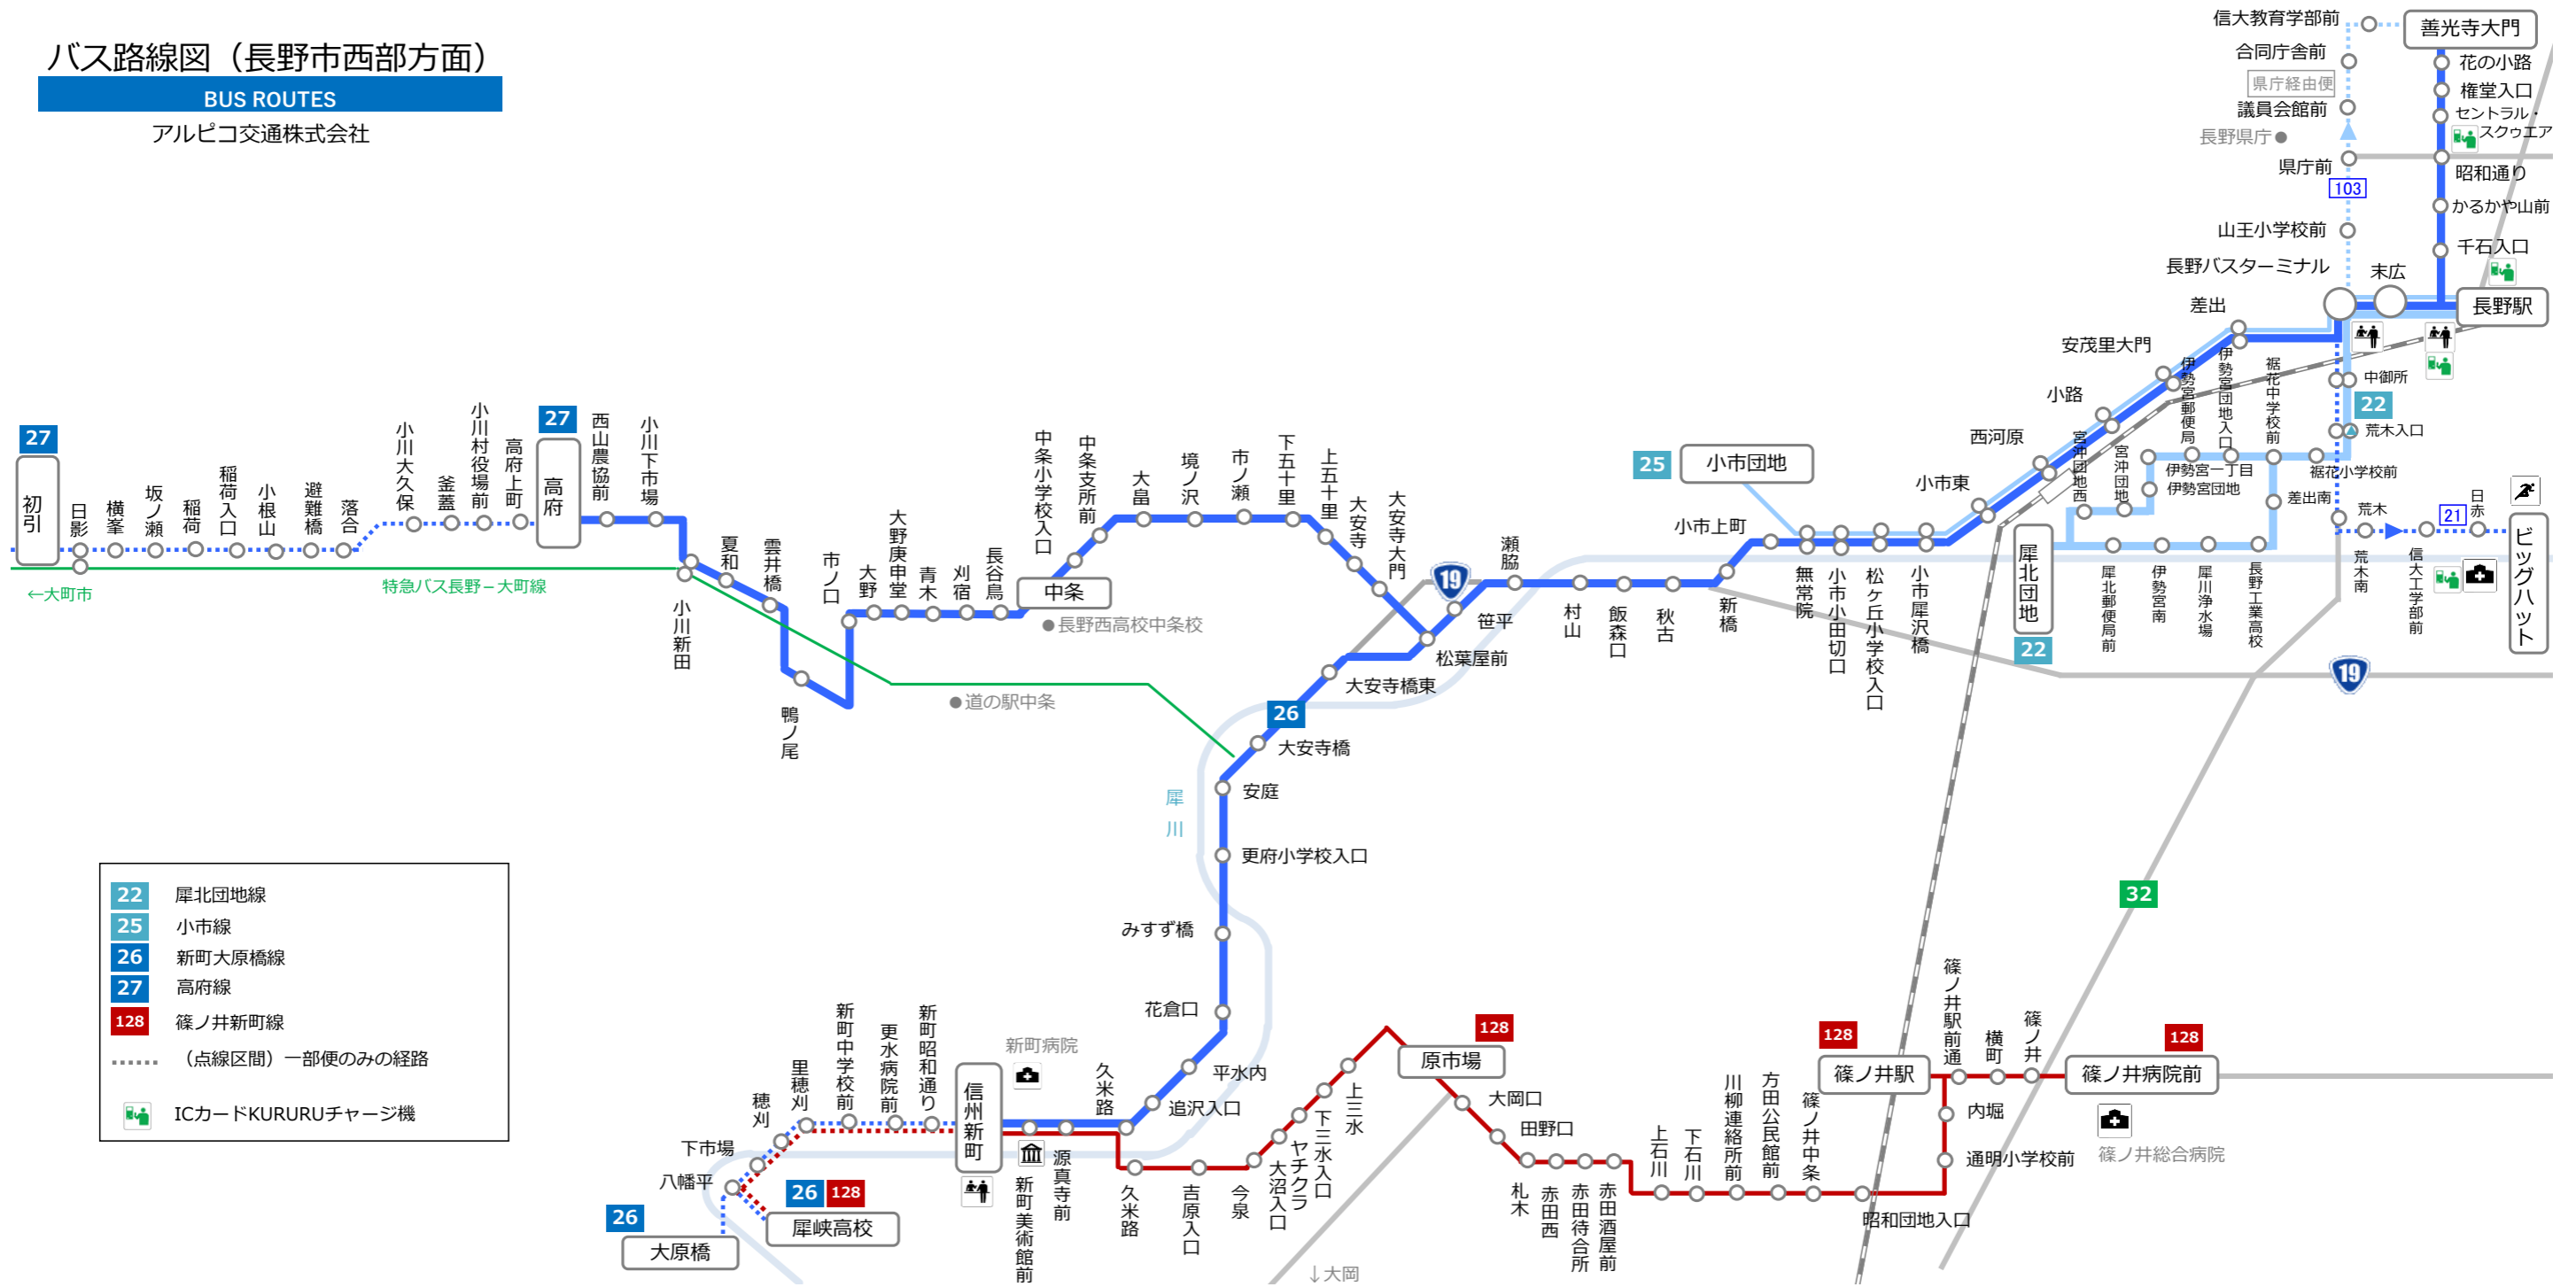 バス路線図（長野市西部方面）
BUS ROUTES
アルピコ交通株式会社
信大教育学部前
善光寺大門
合同庁舎前
花の小路
県庁経由便
権堂入口
議員会館前
セントラル・
スクゥエア
長野県庁●
県庁前
昭和通り
103
かるかや山前
山王小学校前
千石入口
長野バスターミナル
末広
長野駅
差出
安茂里大門
小路
西河原
小市東
中御所
22
荒木入口
裾花小学校前
裾花中学校前
伊勢宮団地入口
伊勢宮郵便局
伊勢宮一丁目
伊勢宮団地
宮沖団地
宮沖団地西
差出南
荒木
21
日赤
ビッグハット
信大工学部前
荒木南
長野工業高校
犀川浄水場
伊勢宮南
犀北郵便局前
犀北団地
22
19
25
小市団地
小市上町
無常院
小市小田切口
松ケ丘小学校入口
小市犀沢橋
新橋
秋古
飯森口
村山
瀬脇
19
笹平
松葉屋前
大安寺橋東
26
大安寺橋
安庭
更府小学校入口
みすず橋
花倉口
平水内
追沢入口
久米路
犀川
27
初引
日影
横峯
坂ノ瀬
稲荷
稲荷入口
小根山
避難橋
落合
小川大久保
釜蓋
小川村役場前
高府上町
27
高府
西山農協前
小川下市場
小川新田
夏和
雲井橋
鴨ノ尾
市ノ口
大野
大野庚申堂
青木
刈宿
長谷鳥
中条
中条小学校入口
中条支所前
大畠
境ノ沢
市ノ瀬
下五十里
上五十里
大安寺
大安寺大門
●長野西高校中条校
●道の駅中条
←大町市
特急バス長野－大町線
22 犀北団地線
25 小市線
26 新町大原橋線
27 高府線
128 篠ノ井新町線
（点線区間）一部便のみの経路
ICカードKURURUチャージ機
新町病院
信州新町
新町昭和通り
更水病院前
新町中学校前
里穂刈
穂刈
下市場
八幡平
26
大原橋
26 128
犀峡高校
新町美術館前
源真寺前
久米路
吉原入口
今泉
大沼入口
ヤチクラ
下三水入口
上三水
128
原市場
大岡口
田野口
札木
赤田西
赤田待合所
赤田酒屋前
上石川
下石川
川柳連絡所前
方田公民館前
篠ノ井中条
昭和団地入口
通明小学校前
内堀
128
篠ノ井駅
篠ノ井駅前通
横町
篠ノ井
128
篠ノ井病院前
篠ノ井総合病院
32
↓大岡